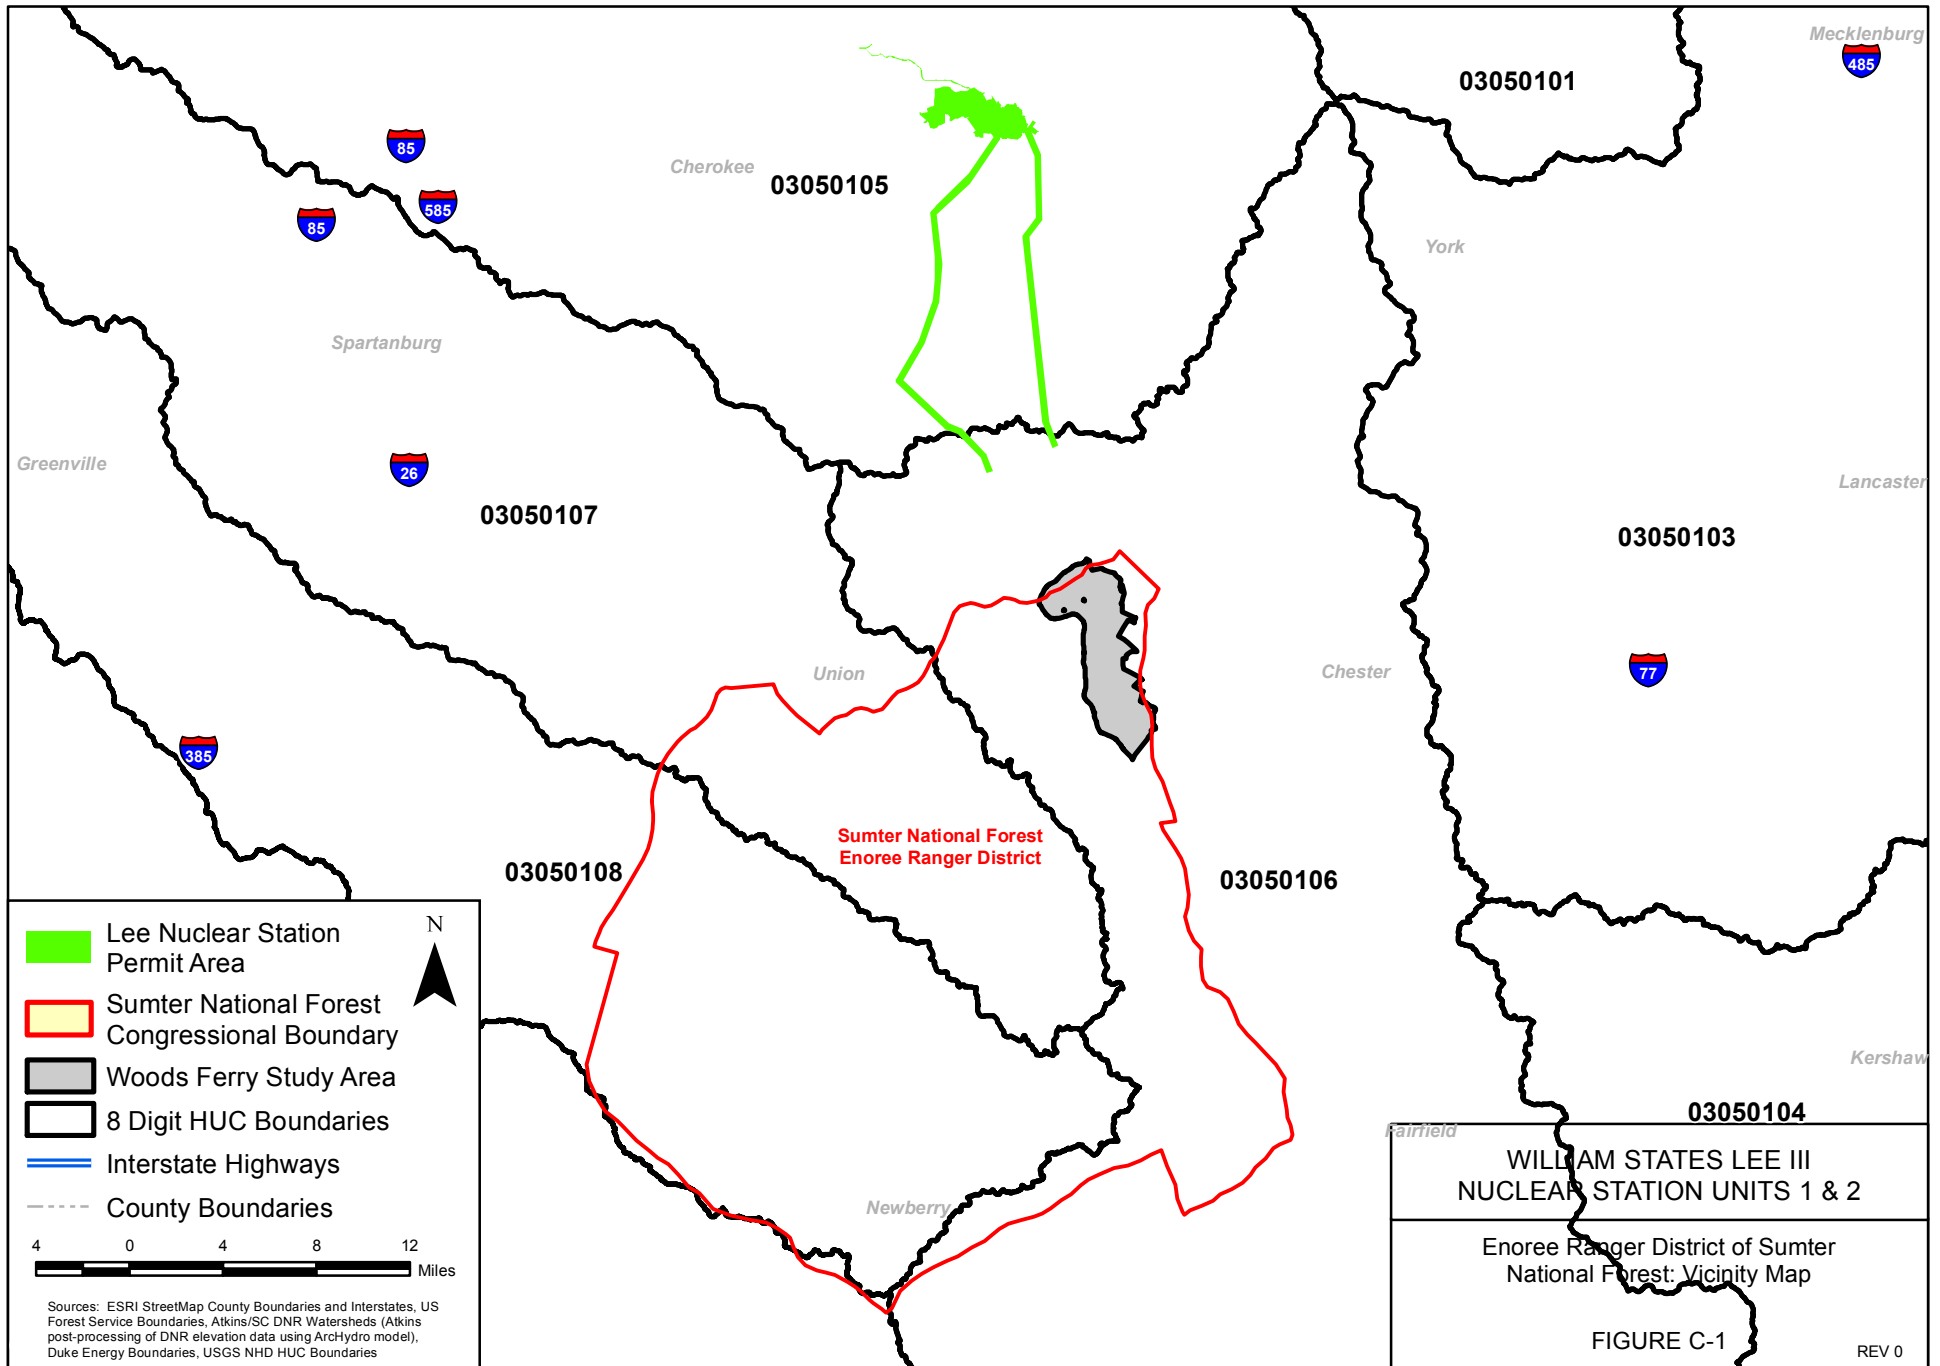 Mecklenburg
485
03050101
85
Cherokee
03050105
585
85
York
Spartanburg
Greenville
26
03050107
Lancaster
03050103
Union
Chester
77
385
Sumter National Forest
Enoree Ranger District
03050108
03050106
N
Lee Nuclear Station
Permit Area
Sumter National Forest
Congressional Boundary
Woods Ferry Study Area
8 Digit HUC Boundaries
Interstate Highways
County Boundaries
4 0 4 8 12
Miles
Sources: ESRI StreetMap County Boundaries and Interstates, US
Forest Service Boundaries, Atkins/SC DNR Watersheds (Atkins
post-processing of DNR elevation data using ArcHydro model),
Duke Energy Boundaries, USGS NHD HUC Boundaries
Newberry
Kershaw
03050104
Fairfield
WILLIAM STATES LEE III
NUCLEAR STATION UNITS 1 & 2
Enoree Ranger District of Sumter
National Forest: Vicinity Map
FIGURE C-1
REV 0